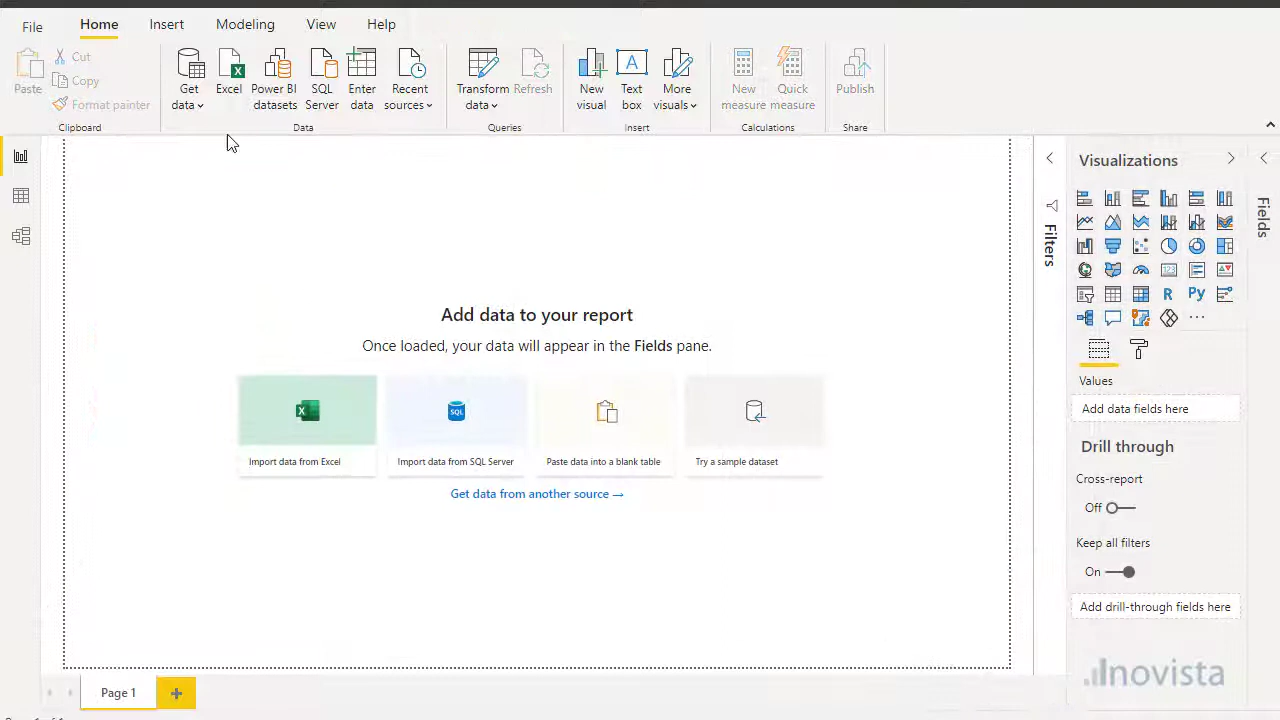 File
Home
Insert
Modeling
View
Help
Paste
Cut
Copy
Format painter
Clipboard
Get data
Excel
Power BI datasets
SQL Server
Enter data
Recent sources
Data
Transform data
Refresh
Queries
New visual
A
Text box
More visuals
Insert
New measure
Quick measure
Calculations
Publish
Share
Add data to your report
Once loaded, your data will appear in the Fields pane.
X
SQL
Import data from Excel
Import data from SQL Server
Paste data into a blank table
Try a sample dataset
Get data from another source →
Filters
Visualizations
123
R
Py
Values
Add data fields here
Drill through
Cross-report
Off
Keep all filters
On
Add drill-through fields here
Fields
Inovista
Page 1